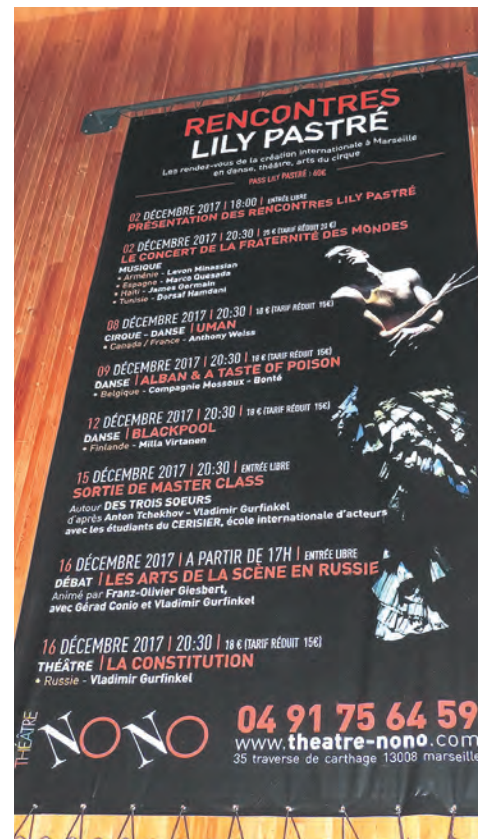 RENCONTRES
LILY PASTRÉ
Les rendez-vous de la création internationale à Marseille
en danse, théâtre, arts du cirque
PASS LILY PASTRÉ : 60€
02 DÉCEMBRE 2017 | 18:00 | ENTRÉE LIBRE
PRÉSENTATION DES RENCONTRES LILY PASTRÉ
02 DÉCEMBRE 2017 | 20:30 | 25 € (TARIF RÉDUIT 20 €)
LE CONCERT DE LA FRATERNITÉ DES MONDES
MUSIQUE
• Arménie - Levon Minassian
• Espagne - Marco Quesada
• Haïti - James Germain
• Tunisie - Dorsaf Hamdani
08 DÉCEMBRE 2017 | 20:30 | 18 € (TARIF RÉDUIT 15€)
CIRQUE - DANSE | UMAN
• Canada / France - Anthony Weiss
09 DÉCEMBRE 2017 | 20:30 | 18 € (TARIF RÉDUIT 15€)
DANSE | ALBAN & A TASTE OF POISON
• Belgique - Compagnie Mossoux - Bonté
12 DÉCEMBRE 2017 | 20:30 | 18 € (TARIF RÉDUIT 15€)
DANSE | BLACKPOOL
• Finlande - Milla Virtanen
15 DÉCEMBRE 2017 | 20:30 | ENTRÉE LIBRE
SORTIE DE MASTER CLASS
Autour DES TROIS SOEURS
d'après Anton Tchekhov - Vladimir Gurfinkel
avec les étudiants du CERISIER, école internationale d'acteurs
16 DÉCEMBRE 2017 | A PARTIR DE 17H | ENTRÉE LIBRE
DÉBAT | LES ARTS DE LA SCÈNE EN RUSSIE
Animé par Franz-Olivier Giesbert,
avec Gérad Conio et Vladimir Gurfinkel
16 DÉCEMBRE 2017 | 20:30 | 18 € (TARIF RÉDUIT 15€)
THÉÂTRE | LA CONSTITUTION
• Russie - Vladimir Gurfinkel
THÉÂTRE
NONO
04 91 75 64 59
www.theatre-nono.com
35 traverse de carthage 13008 marseille